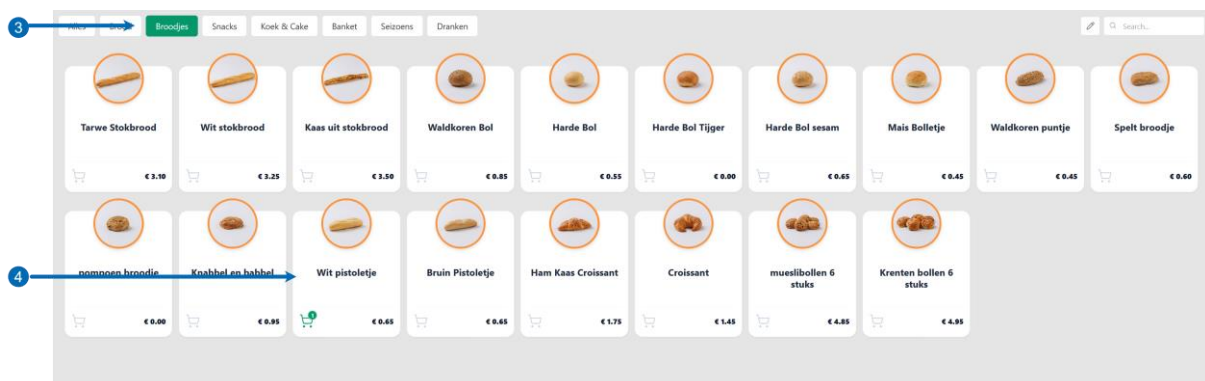 3
Alles Brood Broodjes Snacks Koek & Cake Banket Seizoens Dranken Search..
Tarwe Stokbrood Wit stokbrood Kaas uit stokbrood Waldkoren Bol Harde Bol Harde Bol Tijger Harde Bol sesam Mais Bolletje Waldkoren puntje Spelt broodje
€ 3.10 € 3.25 € 3.50 € 0.85 € 0.55 € 0.00 € 0.65 € 0.45 € 0.45 € 0.60
4
pompoen broodje Knabbel en babbel Wit pistoletje Bruin Pistoletje Ham Kaas Croissant Croissant mueslibollen 6 Krenten bollen 6
stuks stuks
1
€ 0.00 € 0.95 € 0.65 € 0.65 € 1.75 € 1.45 € 4.85 € 4.95